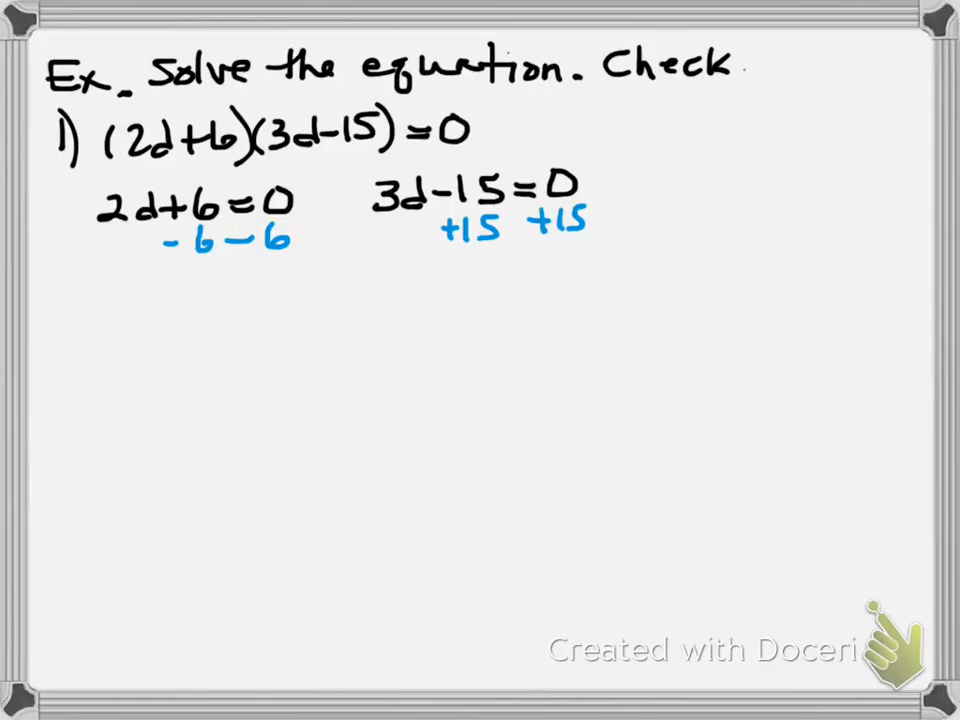 Ex. Solve the equation. Check
1) (2d+6)(3d-15)=0
2d+6=0 3d-15=0
-6 -6 +15 +15
Created with Doceri